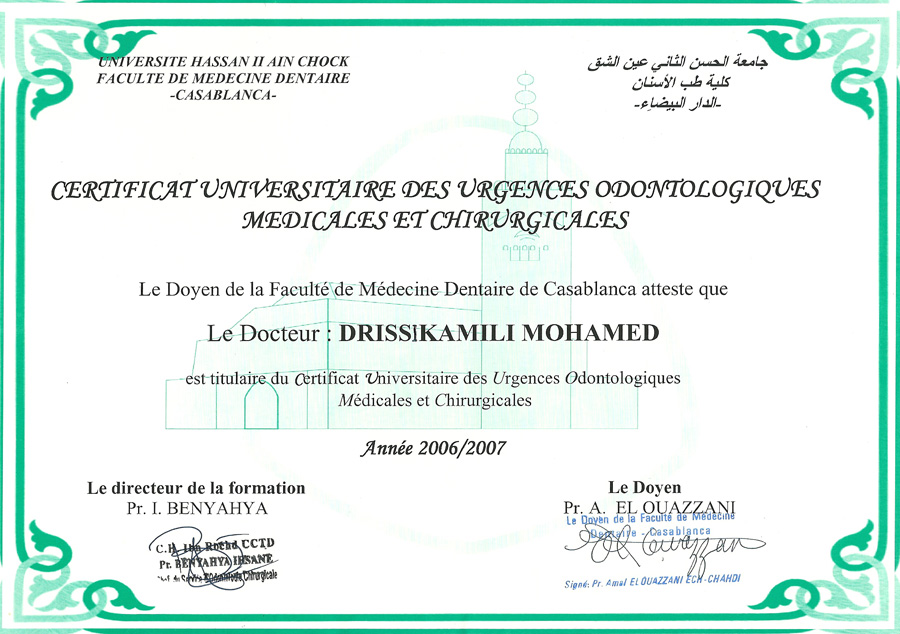 UNIVERSITE HASSAN II AIN CHOCK
FACULTE DE MEDECINE DENTAIRE
-CASABLANCA-
جامعة الحسن الثاني عين الشق
كلية طب الأسنان
-الدار البيضاء-
CERTIFICAT UNIVERSITAIRE DES URGENCES ODONTOLOGIQUES
MEDICALES ET CHIRURGICALES
Le Doyen de la Faculté de Médecine Dentaire de Casablanca atteste que
Le Docteur : DRISSI KAMILI MOHAMED
est titulaire du Certificat Universitaire des Urgences Odontologiques
Médicales et Chirurgicales
Année 2006/2007
Le directeur de la formation
Pr. I. BENYAHYA
C.H. Ibn Rochd CCTD
Pr. BENYAHYA IHSANE
Chirurgicale
Le Doyen
Pr. A. EL OUAZZANI
Le Doyen de la Faculté de Médecine
Dentaire - Casablanca
Signé: Pr. Amal EL OUAZZANI ECH-CHAHDI